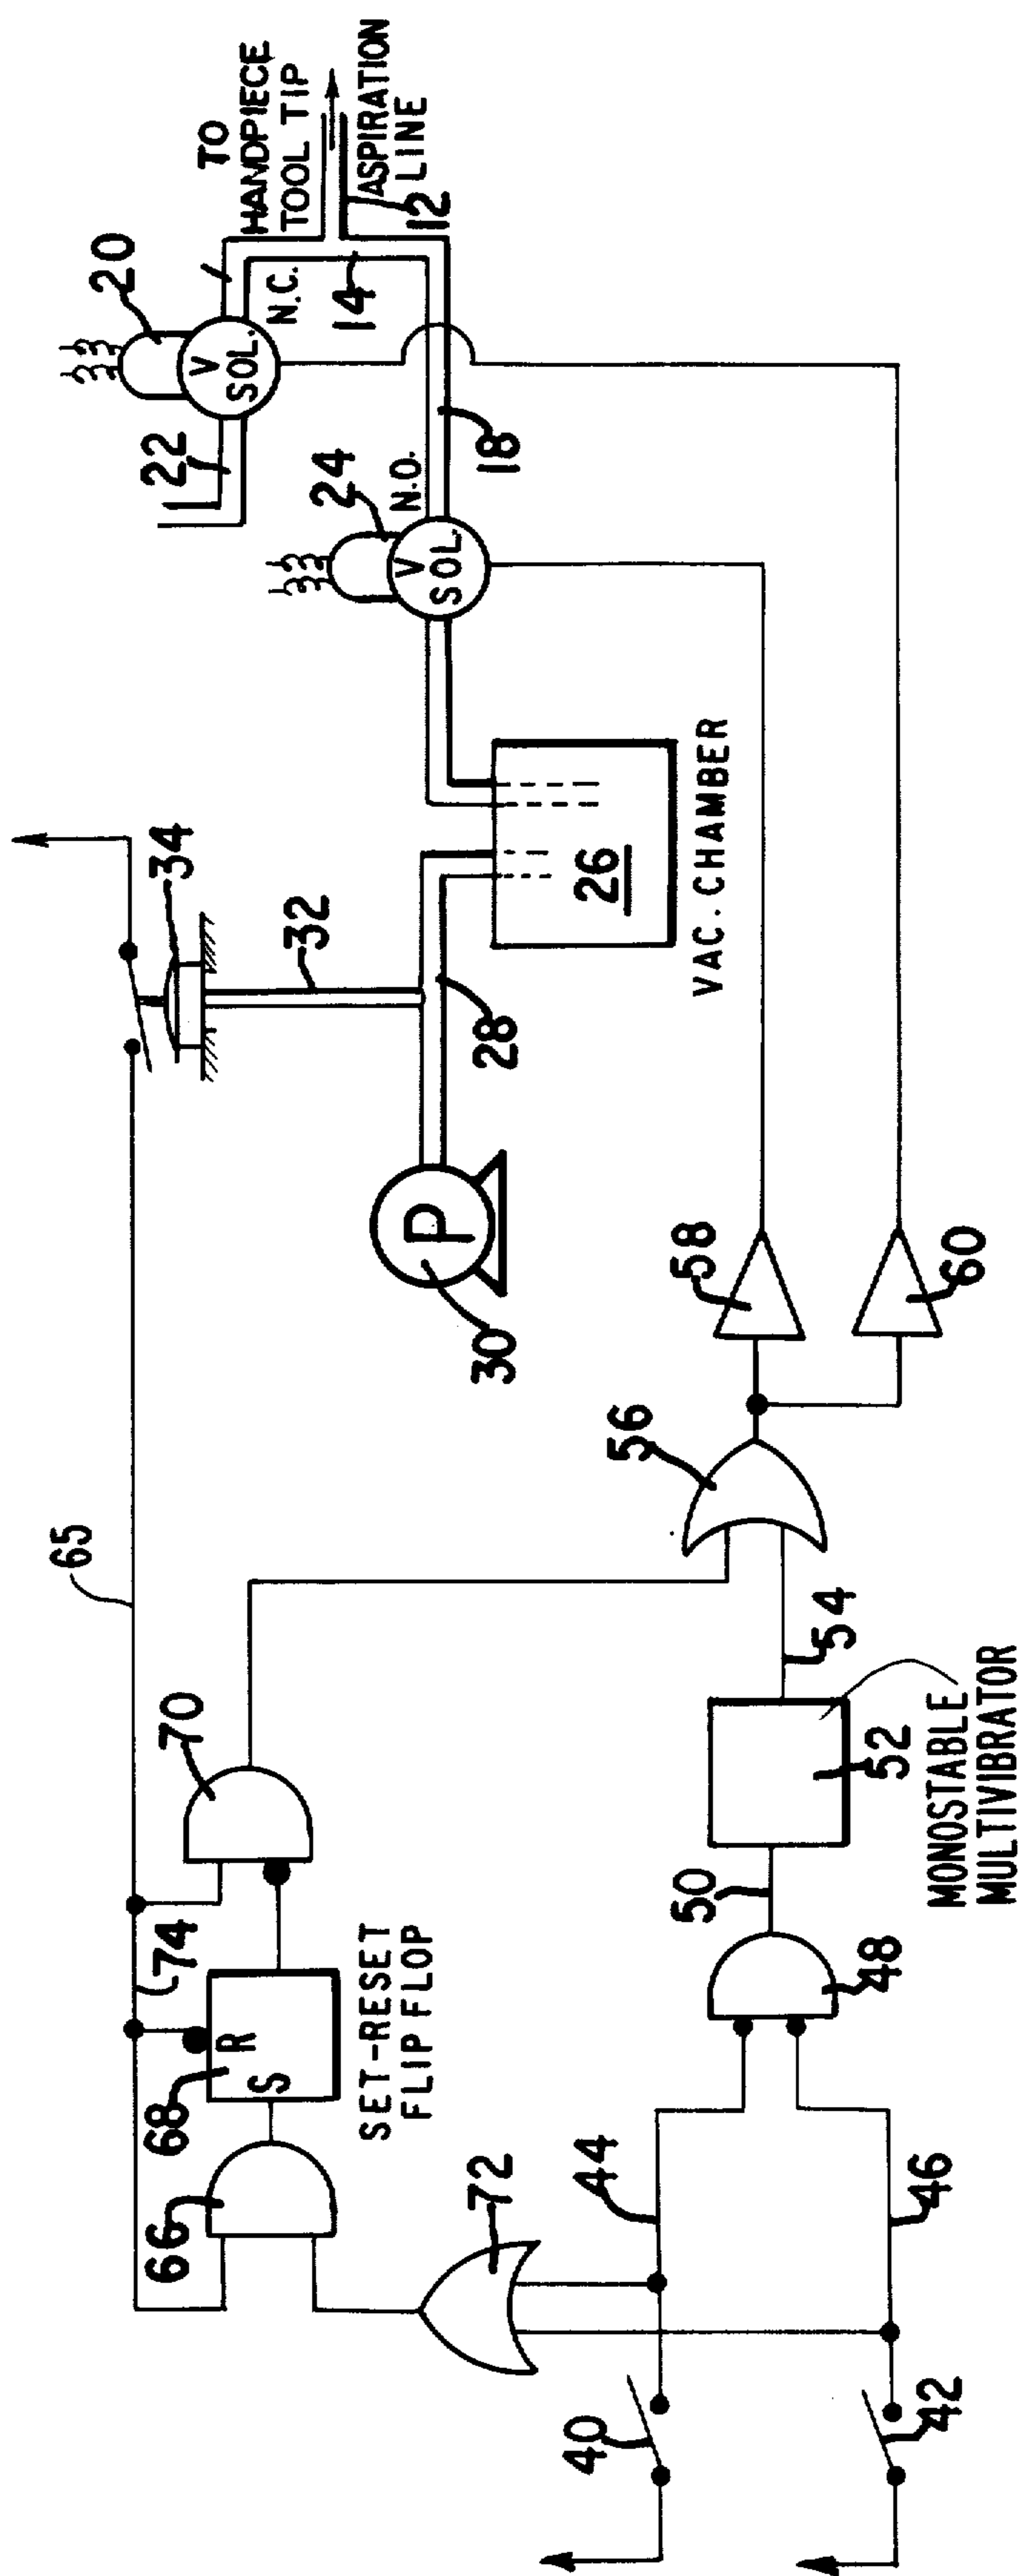 TO
HANDPIECE
TOOL TIP
ASPIRATION
LINE
12
20
V
SOL.
N.C.
14
22
18
24
N.O.
V
SOL.
34
32
26
VAC. CHAMBER
28
P
30
58
60
56
65
54
70
52
MONOSTABLE
MULTIVIBRATOR
50
74
48
R
S
68
SET-RESET
FLIP FLOP
66
72
44
46
40
42